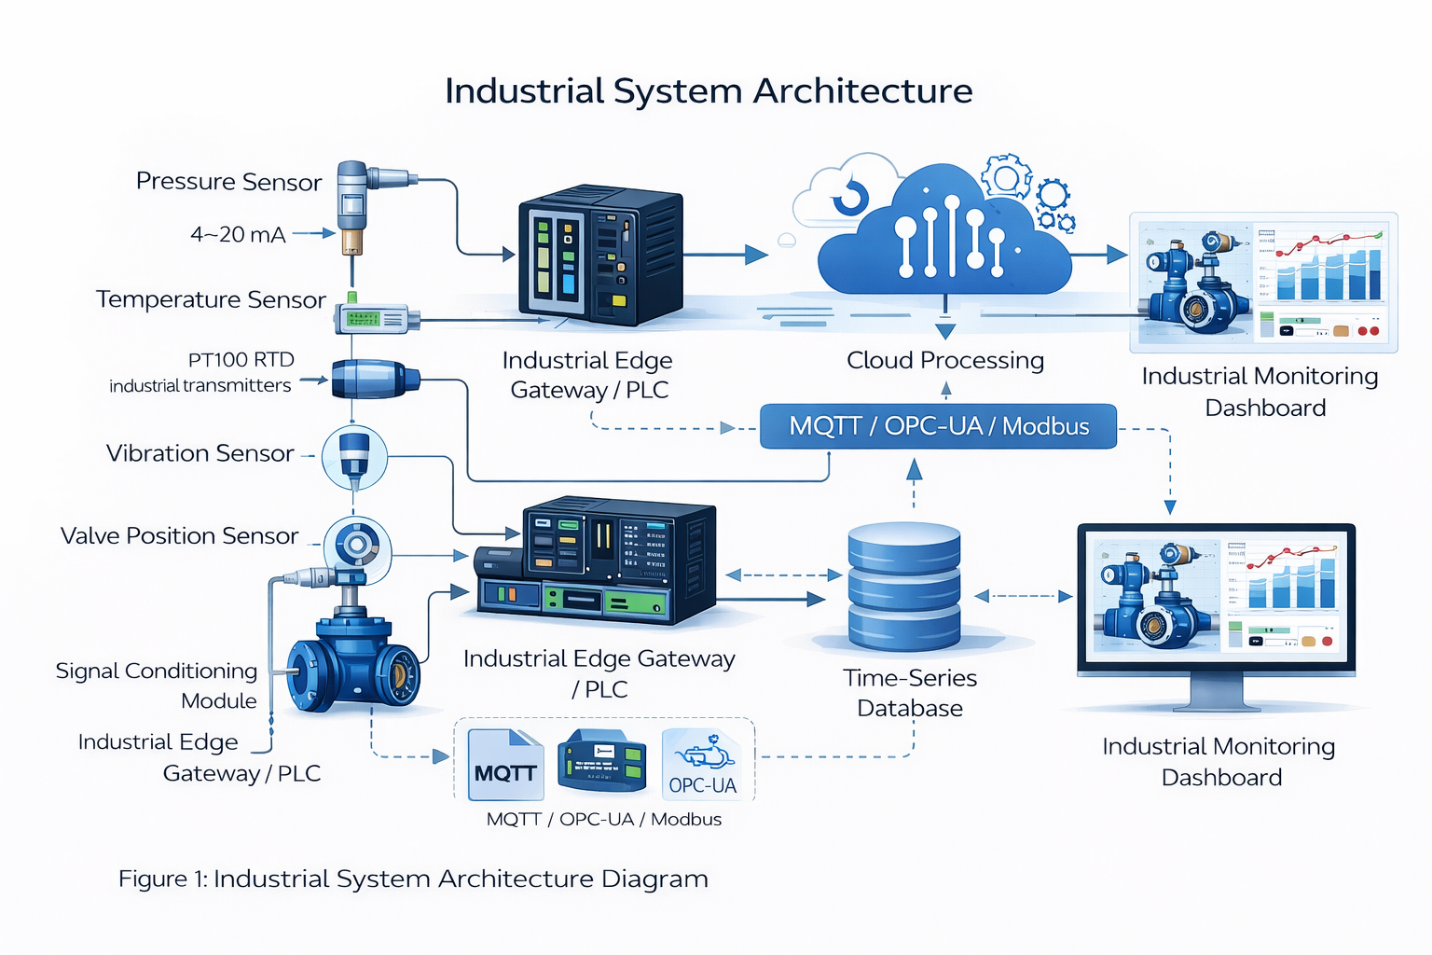 Industrial System Architecture
Pressure Sensor
4~20 mA
Temperature Sensor
PT100 RTD
industrial transmitters
Vibration Sensor
Valve Position Sensor
Signal Conditioning
Module
Industrial Edge
Gateway / PLC
Industrial Edge
Gateway / PLC
Cloud Processing
Industrial Monitoring
Dashboard
MQTT / OPC-UA / Modbus
Industrial Edge Gateway
/ PLC
Time-Series
Database
Industrial Monitoring
Dashboard
MQTT
OPC-UA
MQTT / OPC-UA / Modbus
Figure 1: Industrial System Architecture Diagram